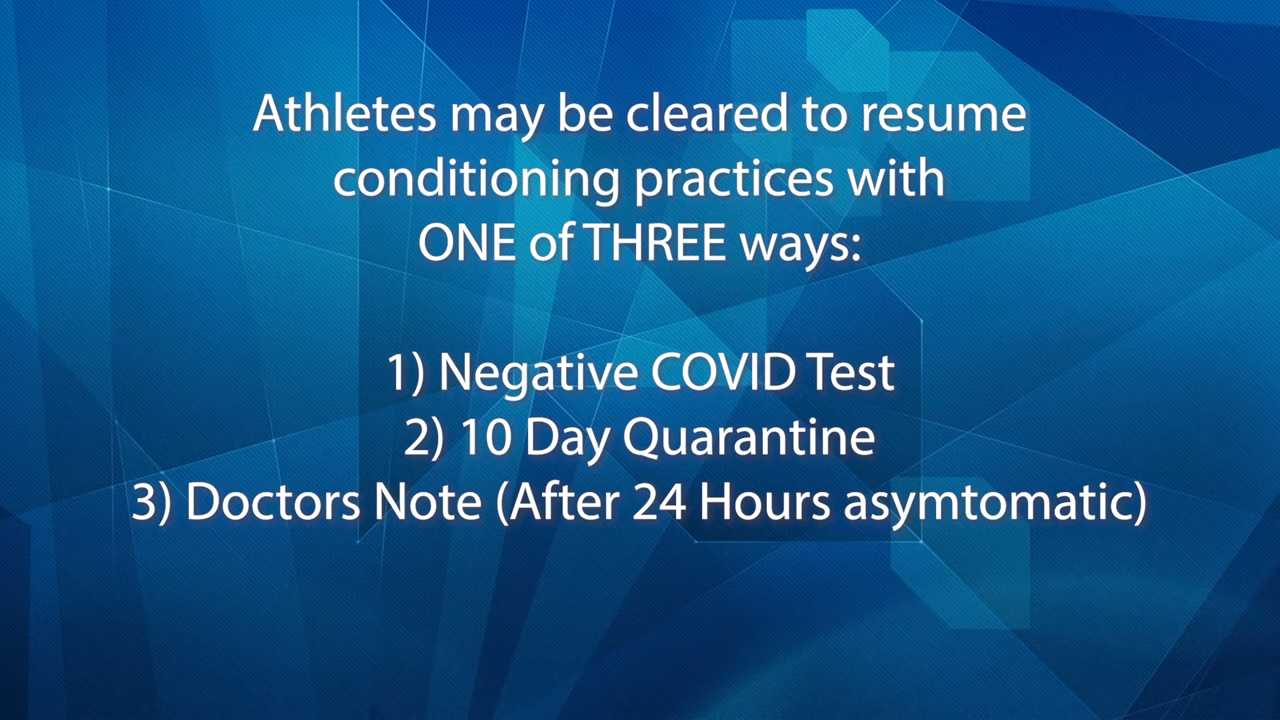 Athletes may be cleared to resume
conditioning practices with
ONE of THREE ways:
1) Negative COVID Test
2) 10 Day Quarantine
3) Doctors Note (After 24 Hours asymtomatic)